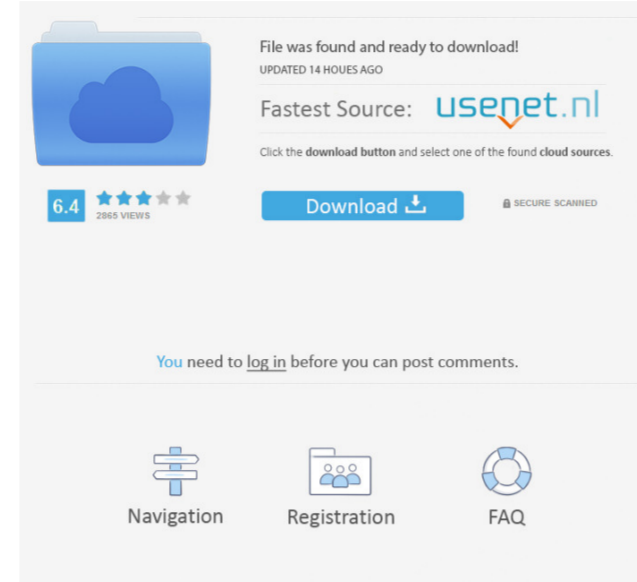 File was found and ready to download!
UPDATED 14 HOUES AGO
Fastest Source: usenet.nl
Click the download button and select one of the found cloud sources.
6.4
2865 VIEWS
Download
SECURE SCANNED
You need to log in before you can post comments.
Navigation
Registration
FAQ